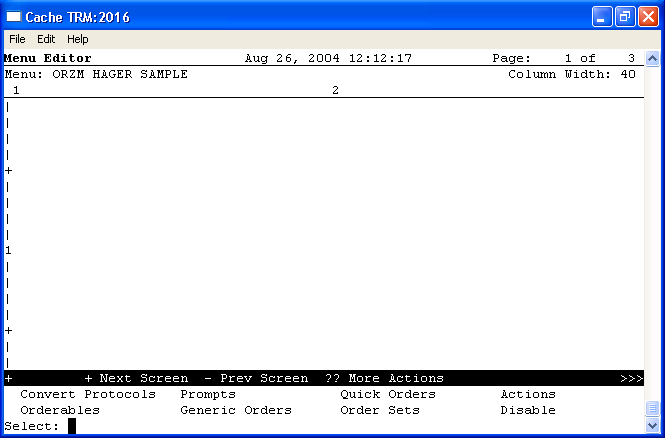 Cache TRM:2016
File Edit Help
Menu Editor Aug 26, 2004 12:12:17 Page: 1 of 3
Menu: ORZM HAGER SAMPLE Column Width: 40
1 2
|
|
|
|
+
|
|
|
|
1
|
|
|
|
+
|
|
+ + Next Screen - Prev Screen ?? More Actions >>>
Convert Protocols Prompts Quick Orders Actions
Orderables Generic Orders Order Sets Disable
Select: